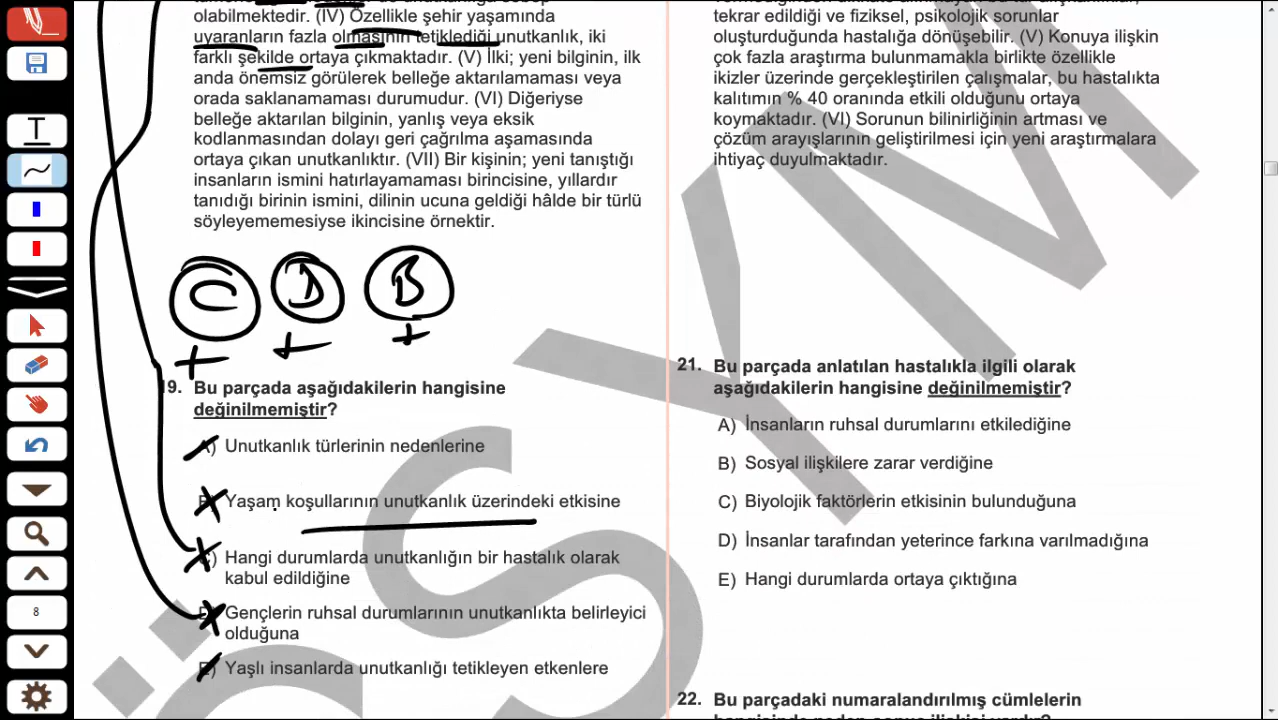 olabilmektedir. (IV) Özellikle şehir yaşamında
uyaranların fazla olmasının tetiklediği unutkanlık, iki
farklı şekilde ortaya çıkmaktadır. (V) İlki; yeni bilginin, ilk
anda önemsiz görülerek belleğe aktarılamaması veya
orada saklanamaması durumudur. (VI) Diğeriyse
belleğe aktarılan bilginin, yanlış veya eksik
kodlanmasından dolayı geri çağrılma aşamasında
ortaya çıkan unutkanlıktır. (VII) Bir kişinin; yeni tanıştığı
insanların ismini hatırlayamaması birincisine, yıllardır
tanıdığı birinin ismini, dilinin ucuna geldiği hâlde bir türlü
söyleyememesiyse ikincisine örnektir.
C D B
+ + +
19. Bu parçada aşağıdakilerin hangisine
değinilmemiştir?
A) Unutkanlık türlerinin nedenlerine
B) Yaşam koşullarının unutkanlık üzerindeki etkisine
C) Hangi durumlarda unutkanlığın bir hastalık olarak
kabul edildiğine
D) Gençlerin ruhsal durumlarının unutkanlıkta belirleyici
olduğuna
E) Yaşlı insanlarda unutkanlığı tetikleyen etkenlere
tekrar edildiği ve fiziksel, psikolojik sorunlar
oluşturduğunda hastalığa dönüşebilir. (V) Konuya ilişkin
çok fazla araştırma bulunmamakla birlikte özellikle
ikizler üzerinde gerçekleştirilen çalışmalar, bu hastalıkta
kalıtımın % 40 oranında etkili olduğunu ortaya
koymaktadır. (VI) Sorunun bilinirliğinin artması ve
çözüm arayışlarının geliştirilmesi için yeni araştırmalara
ihtiyaç duyulmaktadır.
21. Bu parçada anlatılan hastalıkla ilgili olarak
aşağıdakilerin hangisine değinilmemiştir?
A) İnsanların ruhsal durumlarını etkilediğine
B) Sosyal ilişkilere zarar verdiğine
C) Biyolojik faktörlerin etkisinin bulunduğuna
D) İnsanlar tarafından yeterince farkına varılmadığına
E) Hangi durumlarda ortaya çıktığına
22. Bu parçadaki numaralandırılmış cümlelerin
T
8
ÖSYM